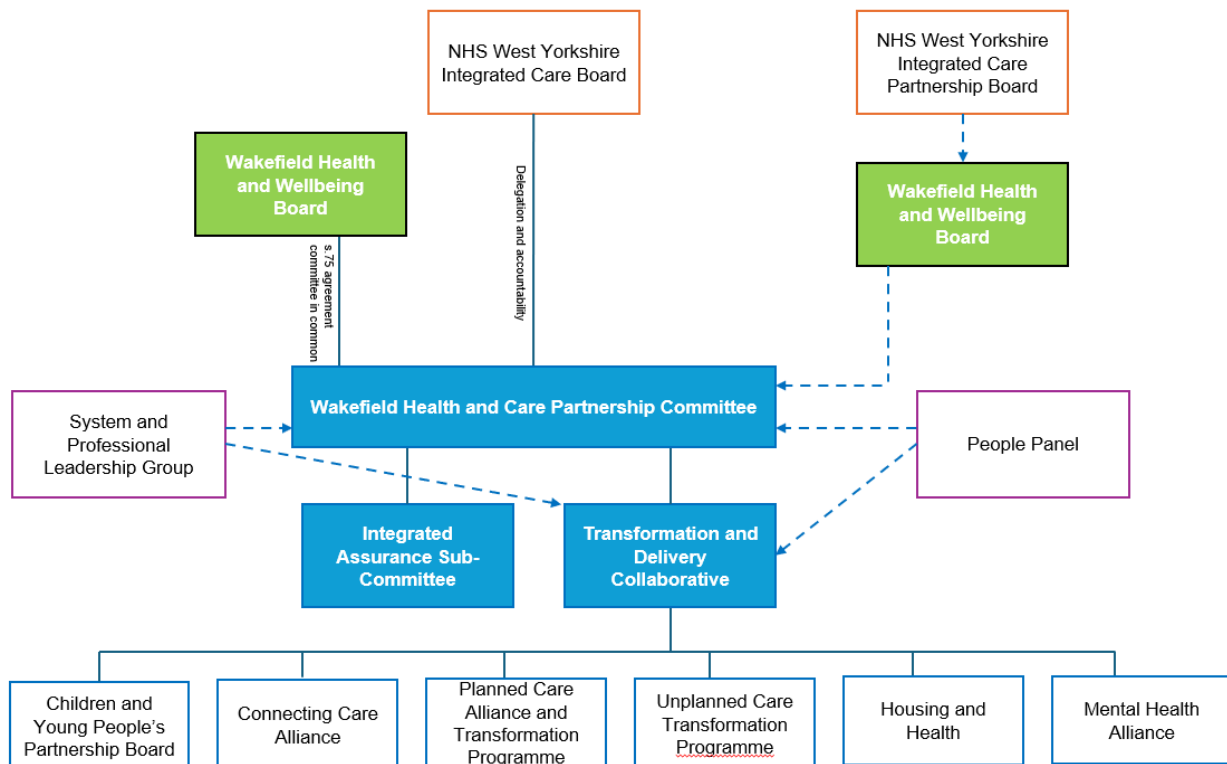 NHS West Yorkshire
Integrated Care Board
NHS West Yorkshire
Integrated Care
Partnership Board
Wakefield Health
and Wellbeing
Board
Wakefield Health
and Wellbeing
Board
s.75 agreement
committee in common
Delegation and accountability
Wakefield Health and Care Partnership Committee
System and
Professional
Leadership Group
People Panel
Integrated
Assurance Sub-
Committee
Transformation and
Delivery
Collaborative
Children and
Young People’s
Partnership Board
Connecting Care
Alliance
Planned Care
Alliance and
Transformation
Programme
Unplanned Care
Transformation
Programme
Housing and
Health
Mental Health
Alliance